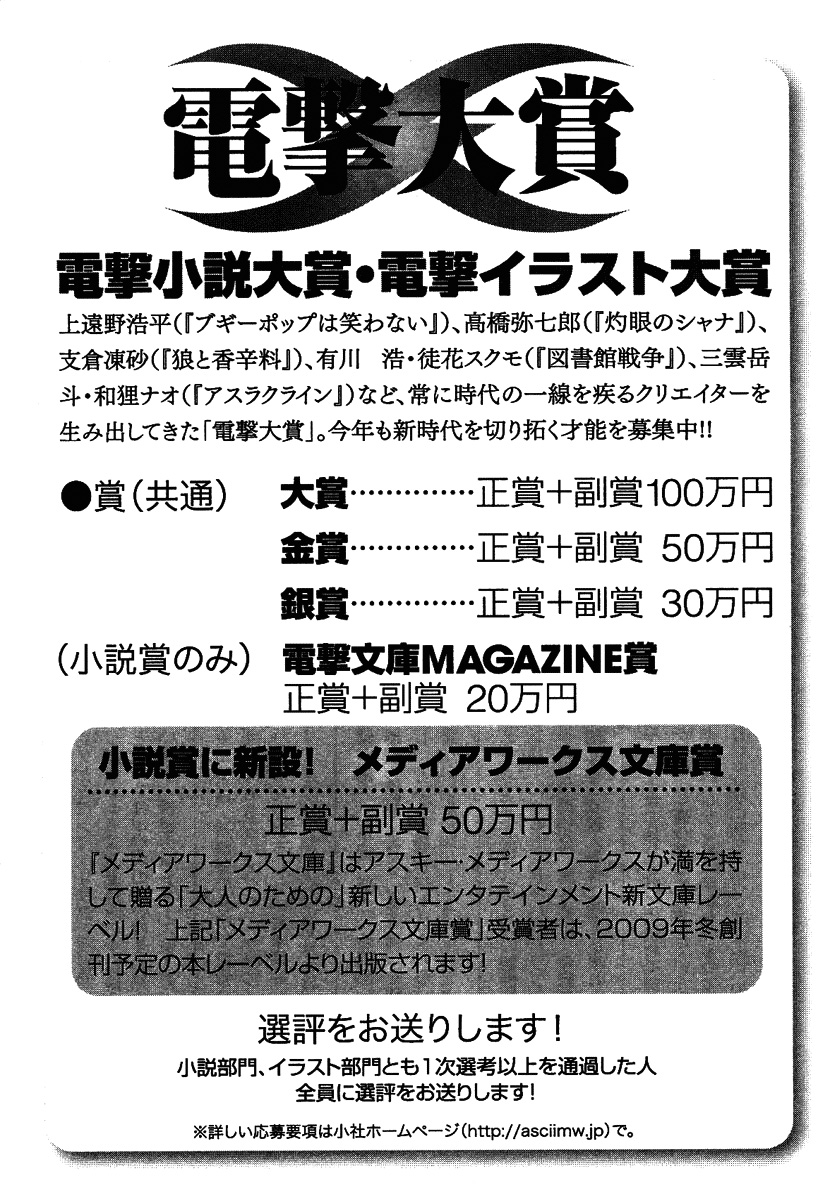 電撃大賞
電撃小説大賞・電撃イラスト大賞
上遠野浩平(『ブギーポップは笑わない』)、高橋弥七郎(『灼眼のシャナ』)、
支倉凍砂(『狼と香辛料』)、有川　浩・徒花スクモ(『図書館戦争』)、三雲岳
斗・和狸ナオ(『アスラクライン』)など、常に時代の一線を疾るクリエイターを
生み出してきた「電撃大賞」。今年も新時代を切り拓く才能を募集中!!
●賞(共通)　大賺…………正賞＋副賞100万円
金賞…………正賞＋副賞 50万円
銀賞…………正賞＋副賞 30万円
(小説賞のみ)　電撃文庫MAGAZINE賞
正賞＋副賞 20万円
小説賞に新設!　メディアワークス文庫賞
正賞＋副賞 50万円
『メディアワークス文庫』はアスキー・メディアワークスが満を持
して贈る「大人のための」新しいエンタテインメント新文庫レー
ベル!　上記「メディアワークス文庫賞」受賞者は、2009年冬創
刊予定の本レーベルより出版されます!
選評をお送りします!
小説部門、イラスト部門とも1次選考以上を通過した人
全員に選評をお送りします!
※詳しい応募要項は小社ホームページ(http://asciimw.jp)で。